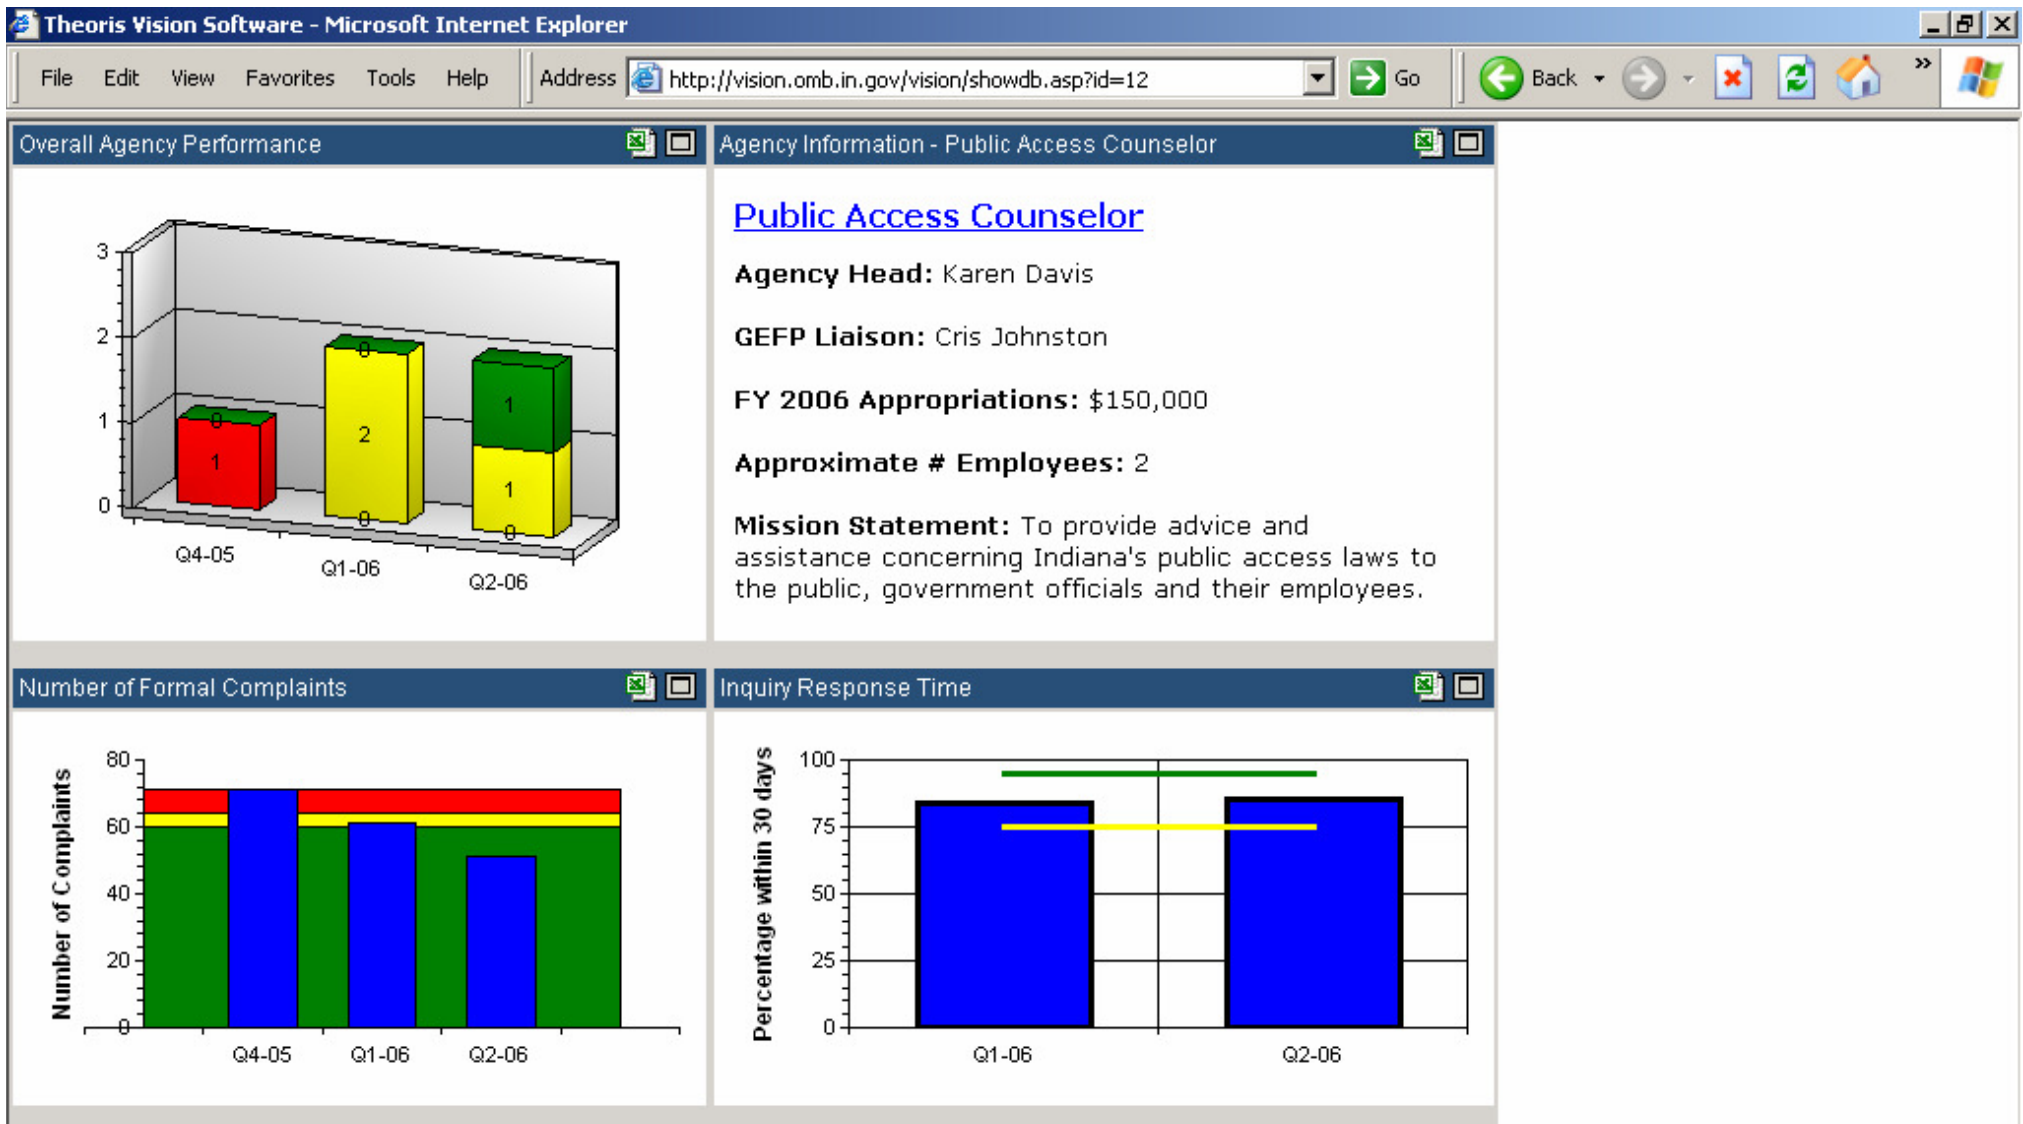 Theoris Vision Software - Microsoft Internet Explorer
File Edit View Favorites Tools Help Address http://vision.omb.in.gov/vision/showdb.asp?id=12 Go Back »
Overall Agency Performance
3
2
1
0
0
1
0
2
0
1
1
0
Q4-05
Q1-06
Q2-06
Agency Information - Public Access Counselor
Public Access Counselor
Agency Head: Karen Davis
GEFP Liaison: Cris Johnston
FY 2006 Appropriations: $150,000
Approximate # Employees: 2
Mission Statement: To provide advice and
assistance concerning Indiana's public access laws to
the public, government officials and their employees.
Number of Formal Complaints
Number of Complaints
80
60
40
20
0
Q4-05 Q1-06 Q2-06
Inquiry Response Time
Percentage within 30 days
100
75
50
25
0
Q1-06 Q2-06